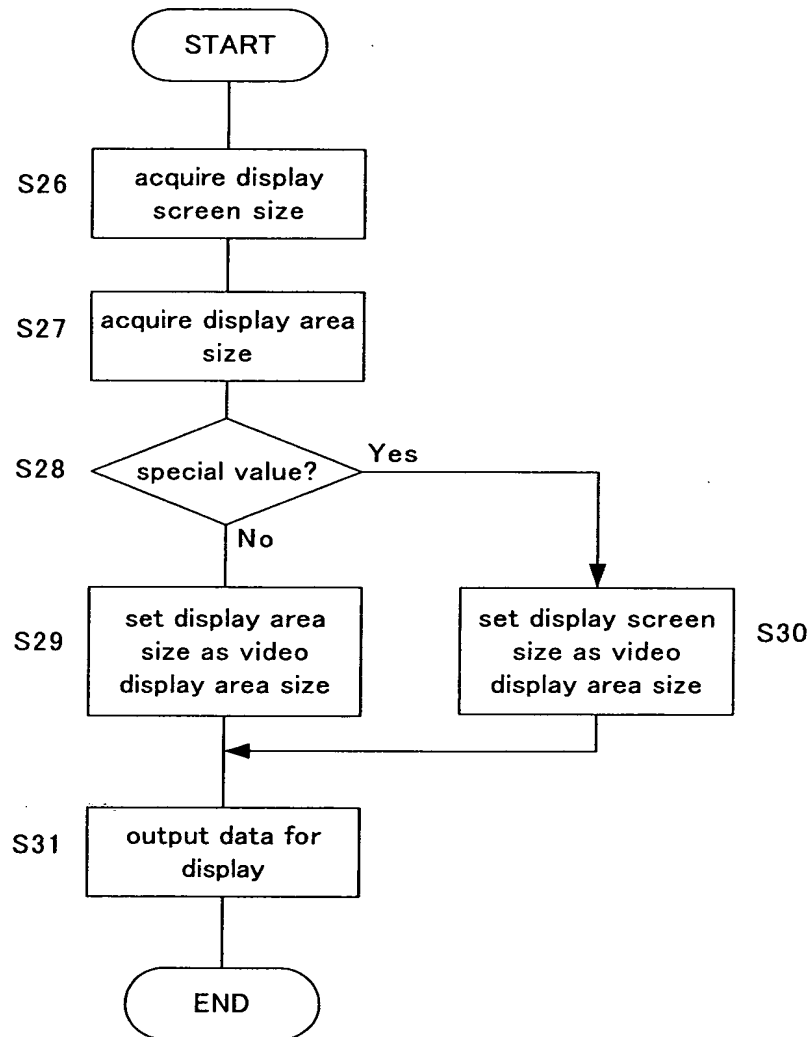 START
S26
acquire display
screen size
S27
acquire display area
size
S28
special value?
Yes
No
S29
set display area
size as video
display area size
set display screen
size as video
display area size
S30
S31
output data for
display
END